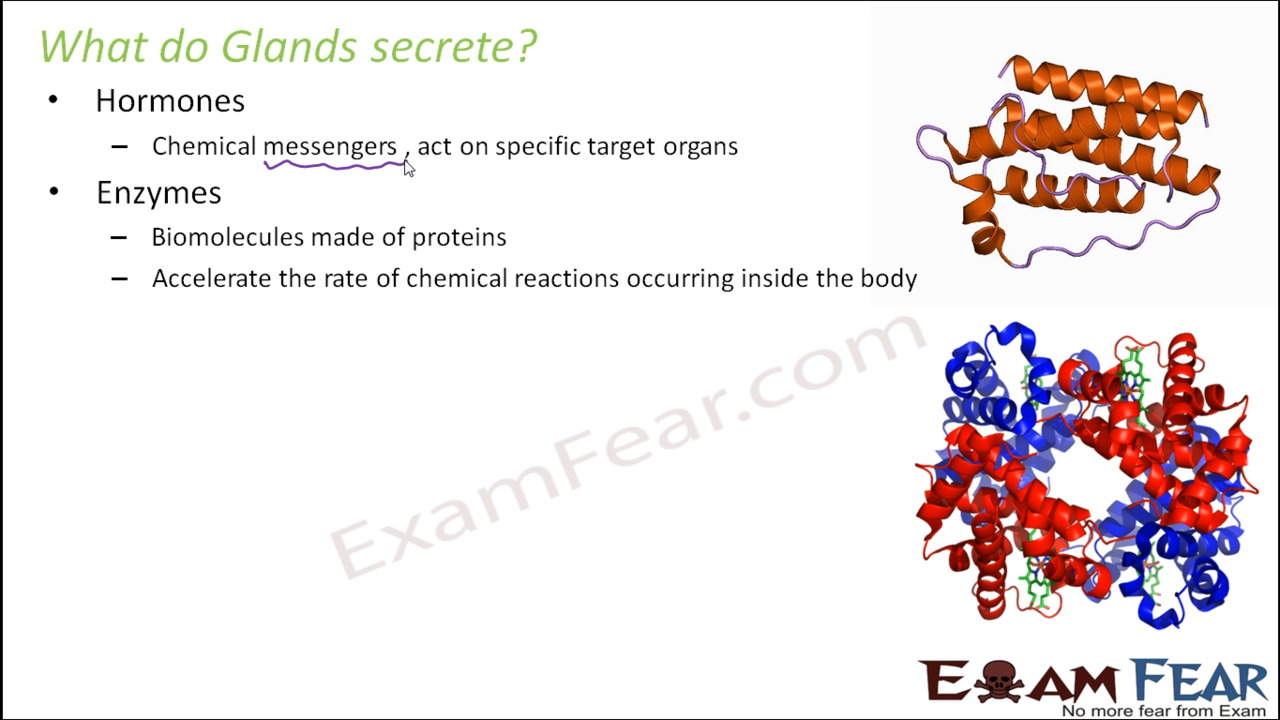 What do Glands secrete?
• Hormones
– Chemical messengers , act on specific target organs
• Enzymes
– Biomolecules made of proteins
– Accelerate the rate of chemical reactions occurring inside the body
ExamFear.com
EXAM FEAR
No more fear from Exam